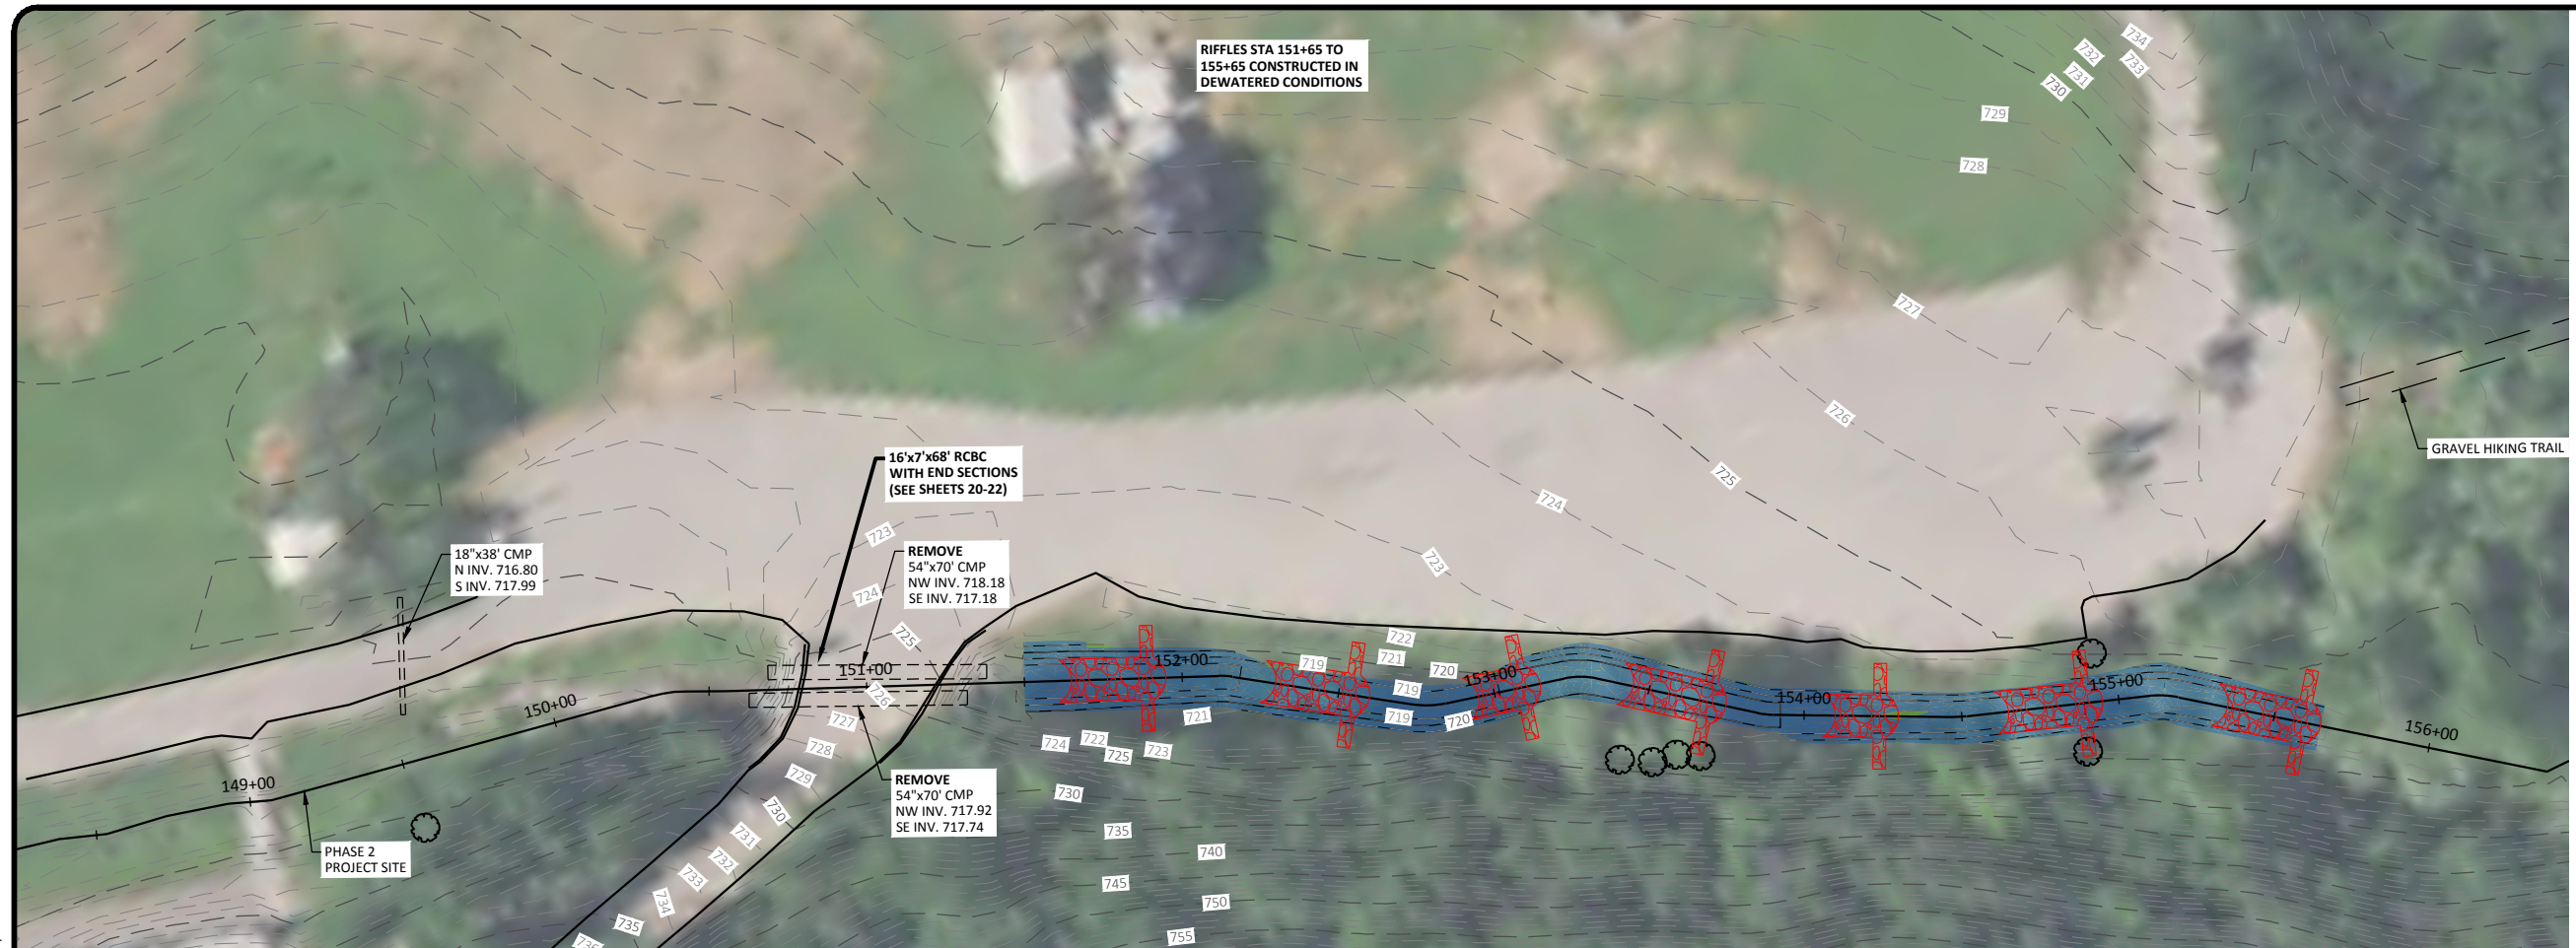 RIFFLES STA 151+65 TO
155+65 CONSTRUCTED IN
DEWATERED CONDITIONS
734
732
733
731
730
729
728
727
726
725
724
723
GRAVEL HIKING TRAIL
16'x7'x68' RCBC
WITH END SECTIONS
(SEE SHEETS 20-22)
723
724
725
18"x38' CMP
N INV. 716.80
S INV. 717.99
REMOVE
54"x70' CMP
NW INV. 718.18
SE INV. 717.18
149+00
150+00
151+00
152+00
153+00
154+00
155+00
156+00
722
721
720
719
719
719
720
721
726
727
728
729
730
731
732
733
734
735
736
724
722
725
723
730
735
740
745
750
755
REMOVE
54"x70' CMP
NW INV. 717.92
SE INV. 717.74
PHASE 2
PROJECT SITE